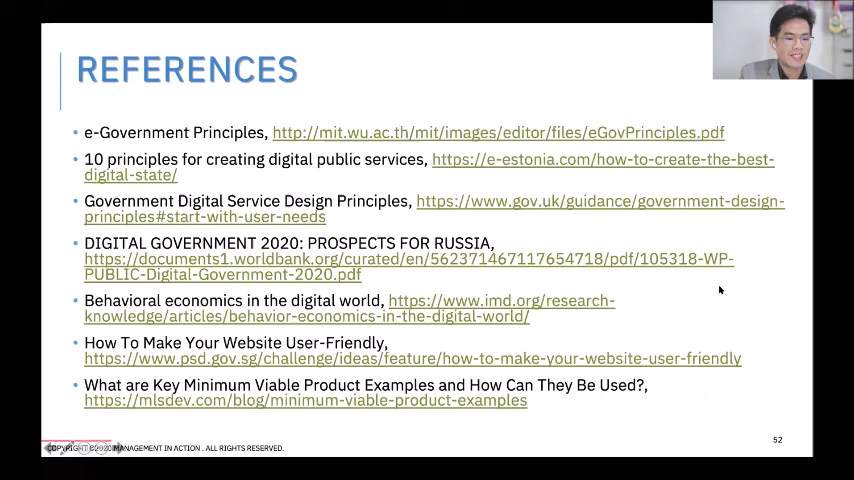 REFERENCES
• e-Government Principles, http://mit.wu.ac.th/mit/images/editor/files/eGovPrinciples.pdf
• 10 principles for creating digital public services, https://e-estonia.com/how-to-create-the-best-
digital-state/
• Government Digital Service Design Principles, https://www.gov.uk/guidance/government-design-
principles#start-with-user-needs
• DIGITAL GOVERNMENT 2020: PROSPECTS FOR RUSSIA,
https://documents1.worldbank.org/curated/en/562371467117654718/pdf/105318-WP-
PUBLIC-Digital-Government-2020.pdf
• Behavioral economics in the digital world, https://www.imd.org/research-
knowledge/articles/behavior-economics-in-the-digital-world/
• How To Make Your Website User-Friendly,
https://www.psd.gov.sg/challenge/ideas/feature/how-to-make-your-website-user-friendly
• What are Key Minimum Viable Product Examples and How Can They Be Used?,
https://mlsdev.com/blog/minimum-viable-product-examples
52
COPYRIGHT ©2020 MANAGEMENT IN ACTION . ALL RIGHTS RESERVED.